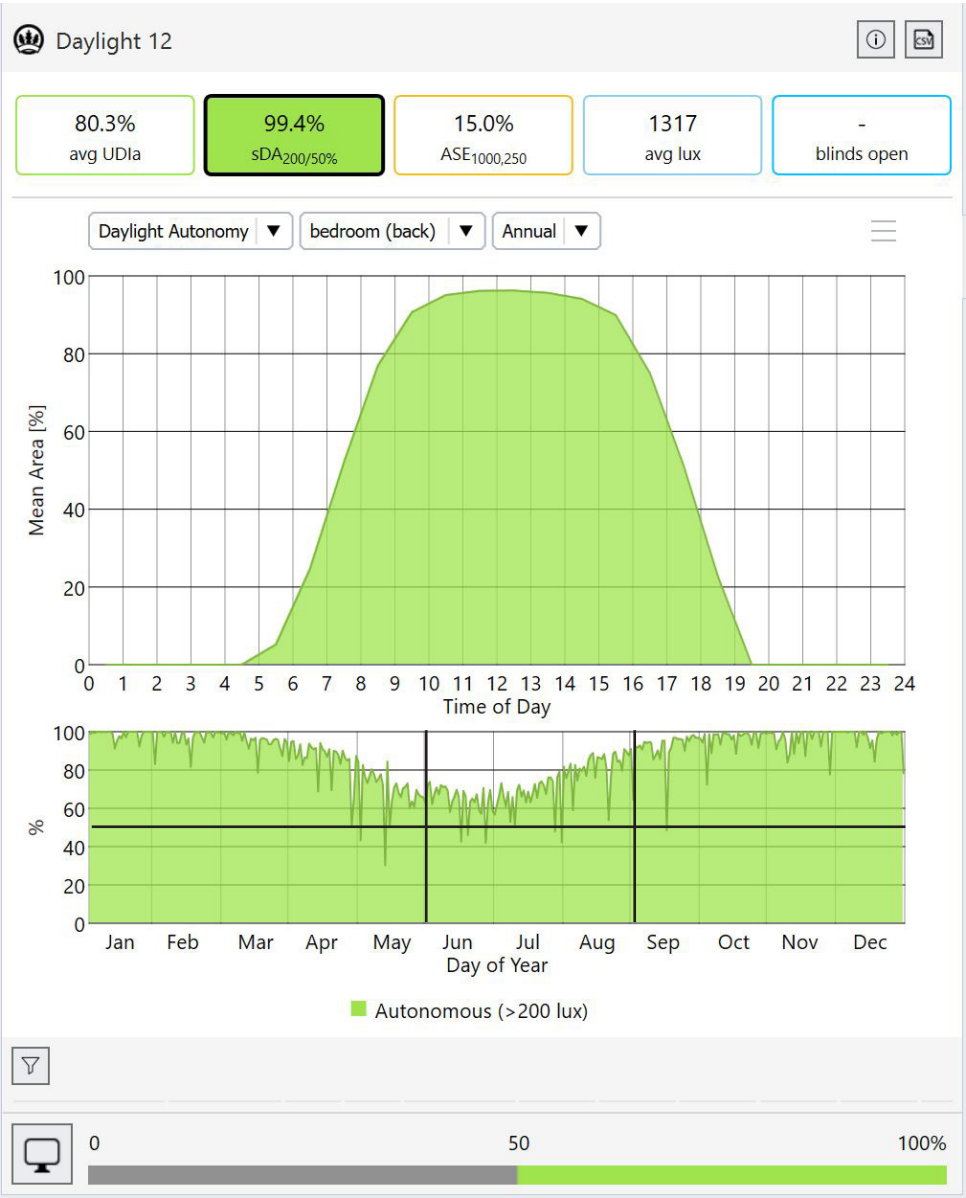 Daylight 12
CSV
80.3%
avg UDIa
99.4%
sDA200/50%
15.0%
ASE1000,250
1317
avg lux
-
blinds open
Daylight Autonomy ▼
bedroom (back) ▼
Annual ▼
100
80
60
40
20
0
Mean Area [%]
0 1 2 3 4 5 6 7 8 9 10 11 12 13 14 15 16 17 18 19 20 21 22 23 24
Time of Day
100
80
60
40
20
0
%
Jan Feb Mar Apr May Jun Jul Aug Sep Oct Nov Dec
Day of Year
Autonomous (>200 lux)
0 50 100%